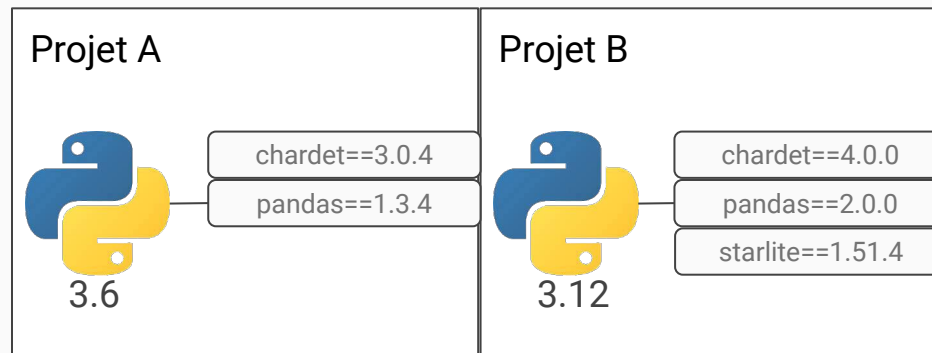 Projet A
chardet==3.0.4
pandas==1.3.4
3.6
Projet B
chardet==4.0.0
pandas==2.0.0
starlite==1.51.4
3.12